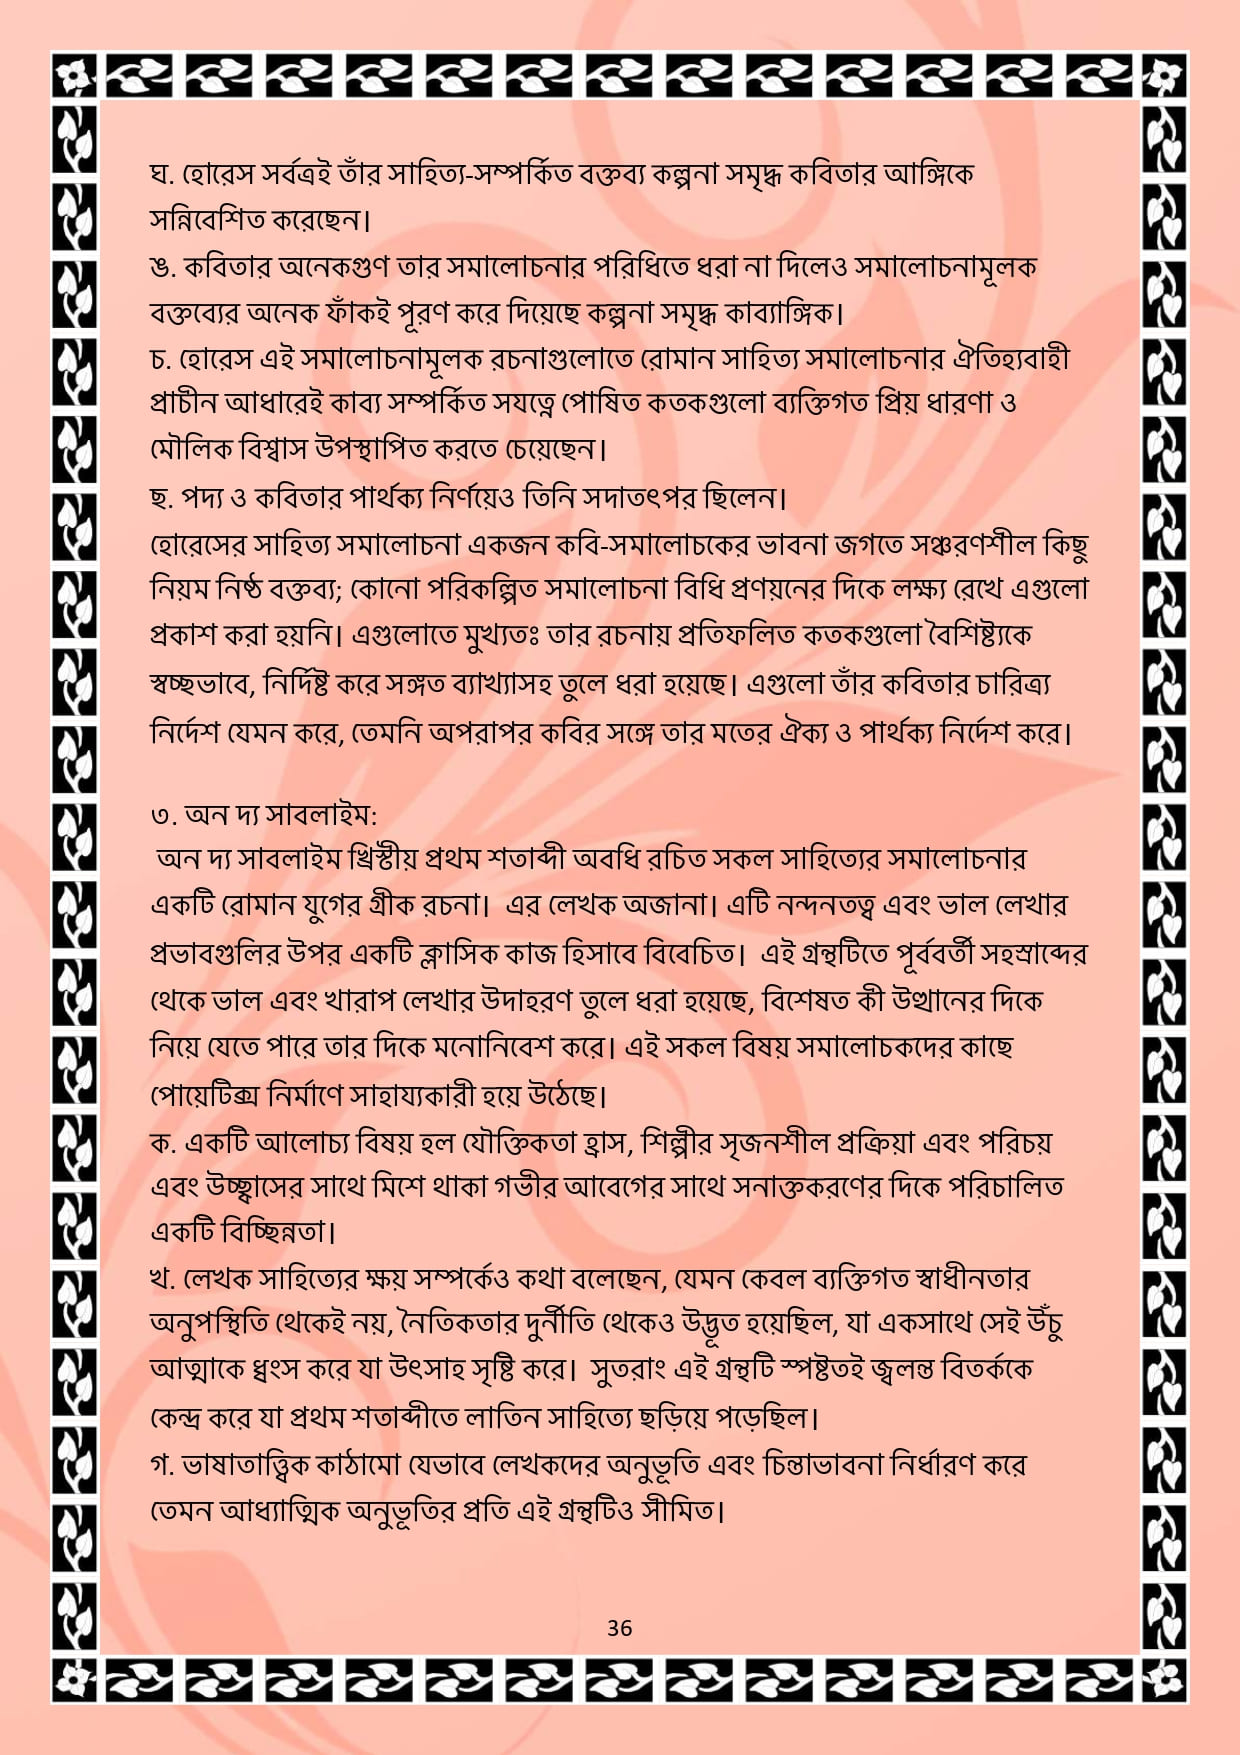 ঘ. হোরেস সর্বত্রই তাঁর সাহিত্য-সম্পর্কিত বক্তব্য কল্পনা সমৃদ্ধ কবিতার আঙ্গিকে
সন্নিবেশিত করেছেন।
ঙ. কবিতার অনেকগুণ তার সমালোচনার পরিধিতে ধরা না দিলেও সমালোচনামূলক
বক্তব্যের অনেক ফাঁকই পূরণ করে দিয়েছে কল্পনা সমৃদ্ধ কাব্যাঙ্গিক।
চ. হোরেস এই সমালোচনামূলক রচনাগুলোতে রোমান সাহিত্য সমালোচনার ঐতিহ্যবাহী
প্রাচীন আধারেই কাব্য সম্পর্কিত সযত্নে পোষিত কতকগুলো ব্যক্তিগত প্রিয় ধারণা ও
মৌলিক বিশ্বাস উপস্থাপিত করতে চেয়েছেন।
ছ. পদ্য ও কবিতার পার্থক্য নির্ণয়েও তিনি সদাতৎপর ছিলেন।
হোরেসের সাহিত্য সমালোচনা একজন কবি-সমালোচকের ভাবনা জগতে সঞ্চরণশীল কিছু
নিয়ম নিষ্ঠ বক্তব্য; কোনো পরিকল্পিত সমালোচনা বিধি প্রণয়নের দিকে লক্ষ্য রেখে এগুলো
প্রকাশ করা হয়নি। এগুলোতে মুখ্যতঃ তার রচনায় প্রতিফলিত কতকগুলো বৈশিষ্ট্যকে
স্বচ্ছভাবে, নির্দিষ্ট করে সঙ্গত ব্যাখ্যাসহ তুলে ধরা হয়েছে। এগুলো তাঁর কবিতার চারিত্র্য
নির্দেশ যেমন করে, তেমনি অপরাপর কবির সঙ্গে তার মতের ঐক্য ও পার্থক্য নির্দেশ করে।
৩. অন দ্য সাবলাইম:
অন দ্য সাবলাইম খ্রিস্টীয় প্রথম শতাব্দী অবধি রচিত সকল সাহিত্যের সমালোচনার
একটি রোমান যুগের গ্রীক রচনা। এর লেখক অজানা। এটি নন্দনতত্ব এবং ভাল লেখার
প্রভাবগুলির উপর একটি ক্লাসিক কাজ হিসাবে বিবেচিত। এই গ্রন্থটিতে পূর্ববর্তী সহস্রাব্দের
থেকে ভাল এবং খারাপ লেখার উদাহরণ তুলে ধরা হয়েছে, বিশেষত কী উত্থানের দিকে
নিয়ে যেতে পারে তার দিকে মনোনিবেশ করে। এই সকল বিষয় সমালোচকদের কাছে
পোয়েটিক্স নির্মাণে সাহায্যকারী হয়ে উঠেছে।
ক. একটি আলোচ্য বিষয় হল যৌক্তিকতা হ্রাস, শিল্পীর সৃজনশীল প্রক্রিয়া এবং পরিচয়
এবং উচ্ছ্বাসের সাথে মিশে থাকা গভীর আবেগের সাথে সনাক্তকরণের দিকে পরিচালিত
একটি বিচ্ছিন্নতা।
খ. লেখক সাহিত্যের ক্ষয় সম্পর্কেও কথা বলেছেন, যেমন কেবল ব্যক্তিগত স্বাধীনতার
অনুপস্থিতি থেকেই নয়, নৈতিকতার দুর্নীতি থেকেও উদ্ভূত হয়েছিল, যা একসাথে সেই উঁচু
আত্মাকে ধ্বংস করে যা উৎসাহ সৃষ্টি করে। সুতরাং এই গ্রন্থটি স্পষ্টতই জ্বলন্ত বিতর্ককে
কেন্দ্র করে যা প্রথম শতাব্দীতে লাতিন সাহিত্যে ছড়িয়ে পড়েছিল।
গ. ভাষাতাত্ত্বিক কাঠামো যেভাবে লেখকদের অনুভূতি এবং চিন্তাভাবনা নির্ধারণ করে
তেমন আধ্যাত্মিক অনুভূতির প্রতি এই গ্রন্থটিও সীমিত।
36